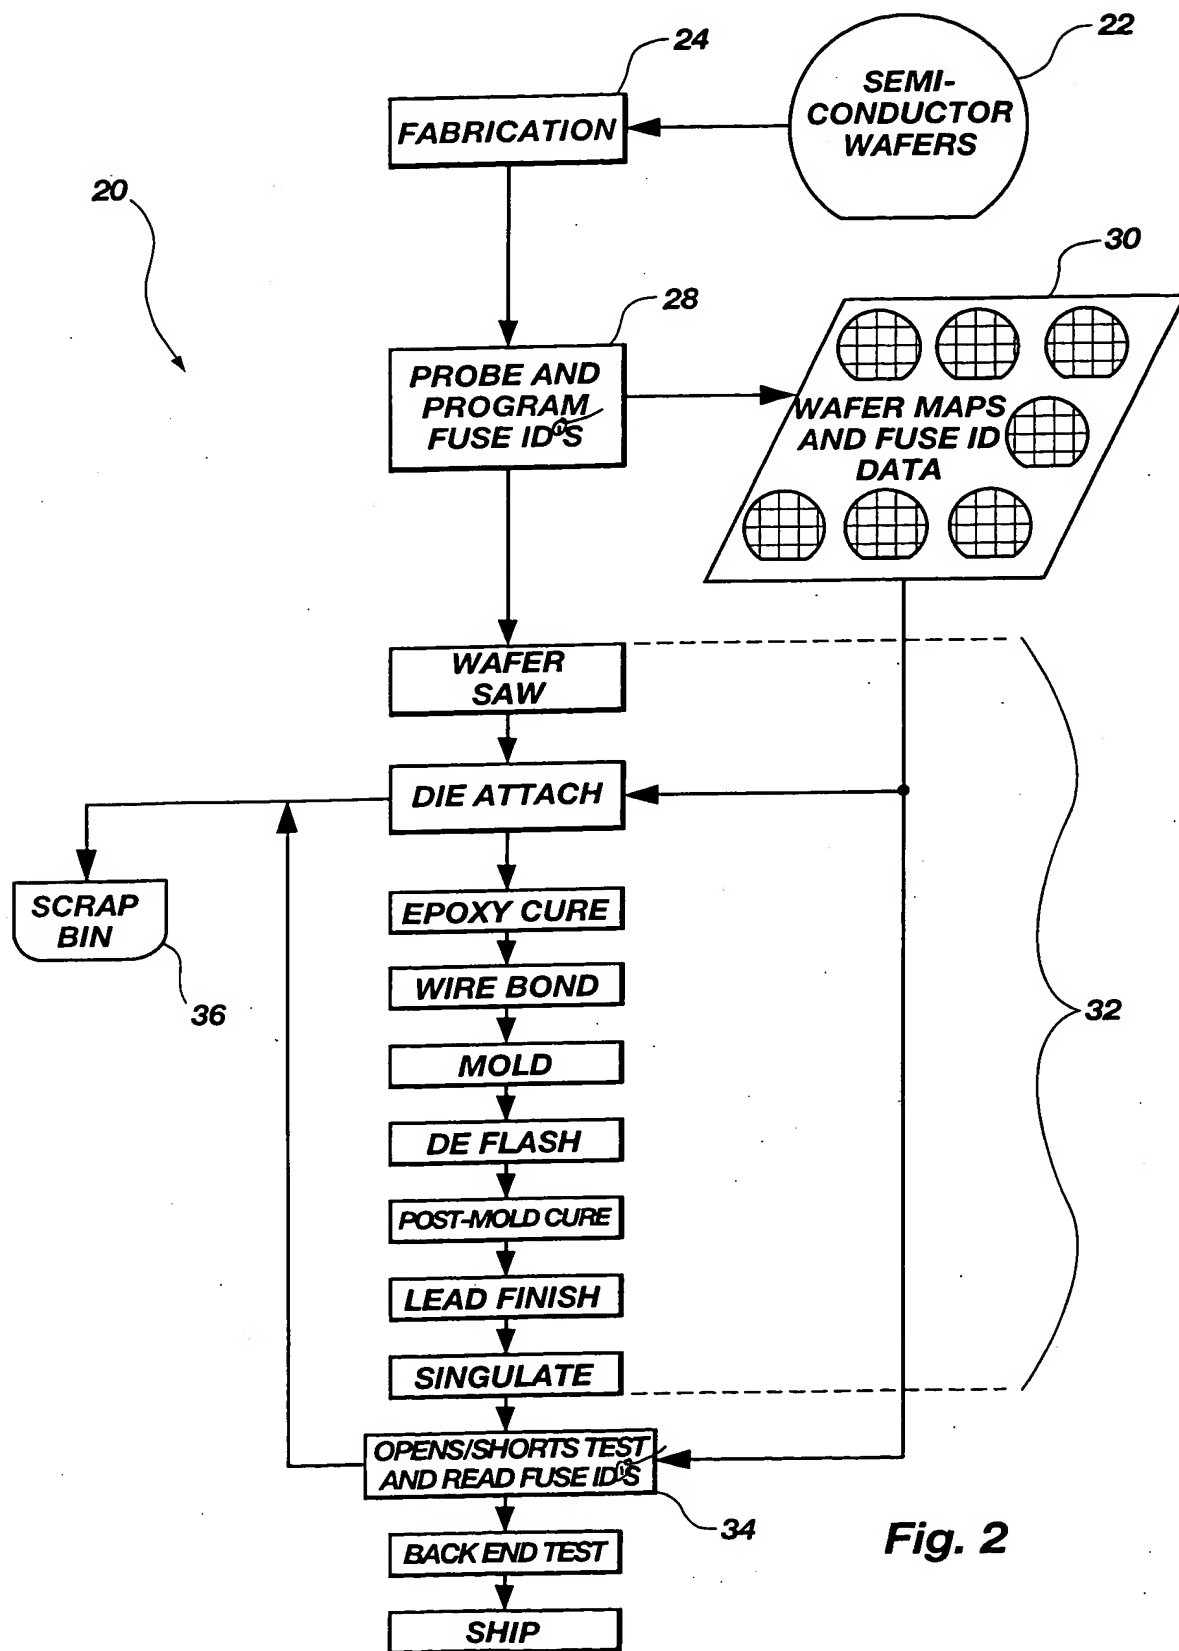 24
22
SEMI-
CONDUCTOR
WAFERS
FABRICATION
20
30
28
PROBE AND
PROGRAM
FUSE ID'S
WAFER MAPS
AND FUSE ID
DATA
WAFER
SAW
DIE ATTACH
SCRAP
BIN
36
EPOXY CURE
WIRE BOND
32
MOLD
DE FLASH
POST-MOLD CURE
LEAD FINISH
SINGULATE
OPENS/SHORTS TEST
AND READ FUSE ID'S
34
BACK END TEST
SHIP
Fig. 2